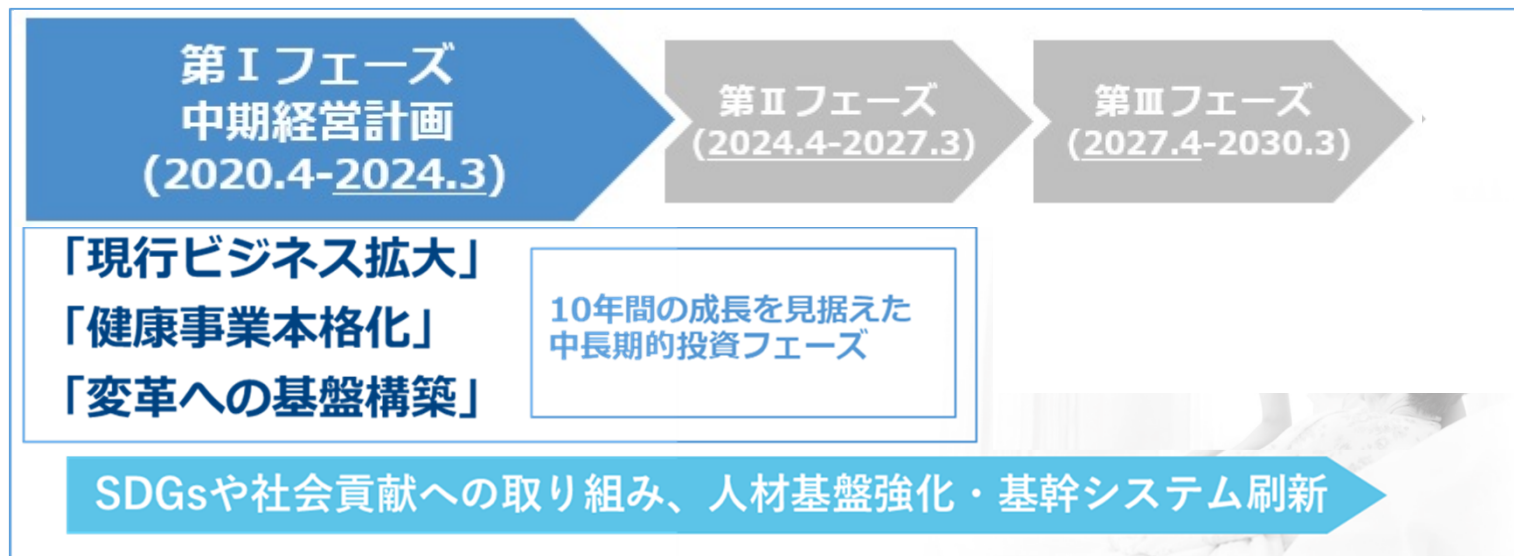 第Ⅰフェーズ
中期経営計画
(2020.4-2024.3)
第Ⅱフェーズ
(2024.4-2027.3)
第Ⅲフェーズ
(2027.4-2030.3)
「現行ビジネス拡大」
「健康事業本格化」
「変革への基盤構築」
10年間の成長を見据えた
中長期的投資フェーズ
SDGsや社会貢献への取り組み、人材基盤強化・基幹システム刷新